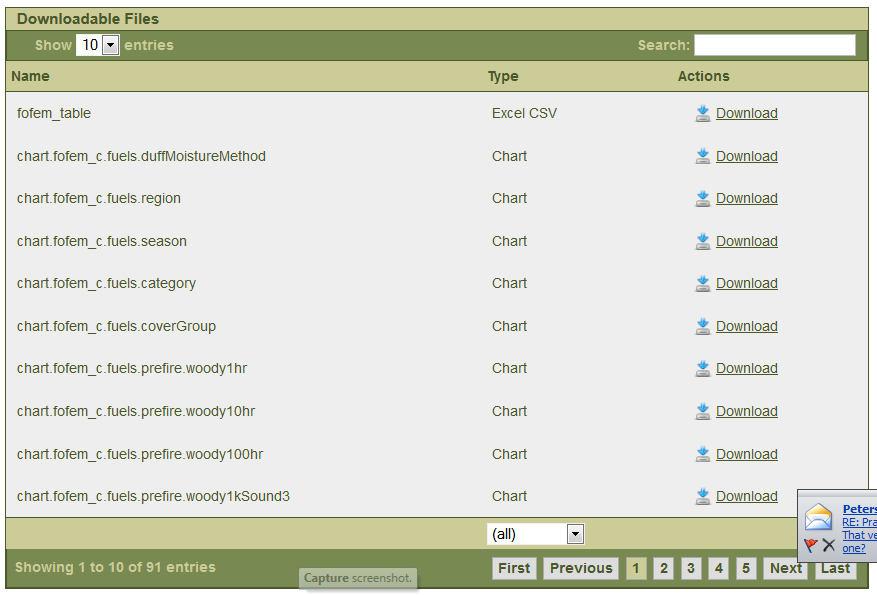 Downloadable Files
Show 10 entries Search:
Name Type Actions
fofem_table Excel CSV Download
chart.fofem_c.fuels.duffMoistureMethod Chart Download
chart.fofem_c.fuels.region Chart Download
chart.fofem_c.fuels.season Chart Download
chart.fofem_c.fuels.category Chart Download
chart.fofem_c.fuels.coverGroup Chart Download
chart.fofem_c.fuels.prefire.woody1hr Chart Download
chart.fofem_c.fuels.prefire.woody10hr Chart Download
chart.fofem_c.fuels.prefire.woody100hr Chart Download
chart.fofem_c.fuels.prefire.woody1kSound3 Chart Download
Peters
RE: Pra
That ve
one?
(all)
Showing 1 to 10 of 91 entries First Previous 1 2 3 4 5 Next Last
Capture screenshot.